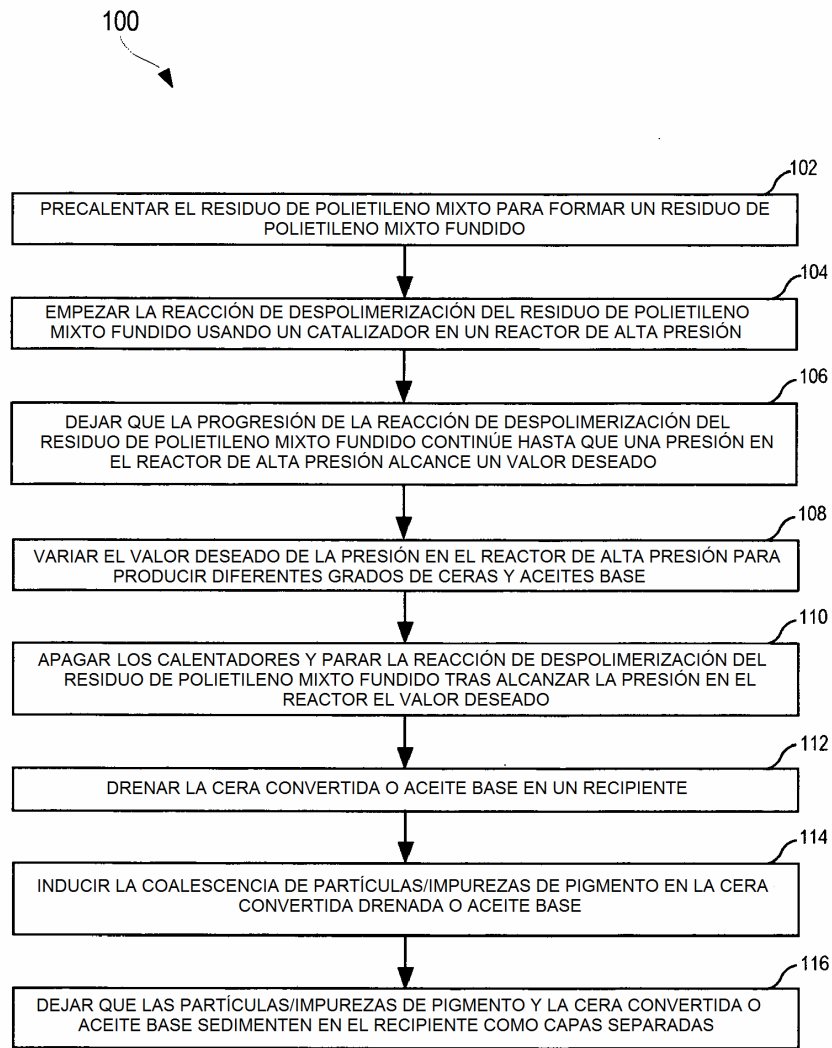 100
102
PRECALENTAR EL RESIDUO DE POLIETILENO MIXTO PARA FORMAR UN RESIDUO DE
POLIETILENO MIXTO FUNDIDO
104
EMPEZAR LA REACCIÓN DE DESPOLIMERIZACIÓN DEL RESIDUO DE POLIETILENO
MIXTO FUNDIDO USANDO UN CATALIZADOR EN UN REACTOR DE ALTA PRESIÓN
106
DEJAR QUE LA PROGRESIÓN DE LA REACCIÓN DE DESPOLIMERIZACIÓN DEL
RESIDUO DE POLIETILENO MIXTO FUNDIDO CONTINÚE HASTA QUE UNA PRESIÓN EN
EL REACTOR DE ALTA PRESIÓN ALCANCE UN VALOR DESEADO
108
VARIAR EL VALOR DESEADO DE LA PRESIÓN EN EL REACTOR DE ALTA PRESIÓN PARA
PRODUCIR DIFERENTES GRADOS DE CERAS Y ACEITES BASE
110
APAGAR LOS CALENTADORES Y PARAR LA REACCIÓN DE DESPOLIMERIZACIÓN DEL
RESIDUO DE POLIETILENO MIXTO FUNDIDO TRAS ALCANZAR LA PRESIÓN EN EL
REACTOR EL VALOR DESEADO
112
DRENAR LA CERA CONVERTIDA O ACEITE BASE EN UN RECIPIENTE
114
INDUCIR LA COALESCENCIA DE PARTÍCULAS/IMPUREZAS DE PIGMENTO EN LA CERA
CONVERTIDA DRENADA O ACEITE BASE
116
DEJAR QUE LAS PARTÍCULAS/IMPUREZAS DE PIGMENTO Y LA CERA CONVERTIDA O
ACEITE BASE SEDIMENTEN EN EL RECIPIENTE COMO CAPAS SEPARADAS